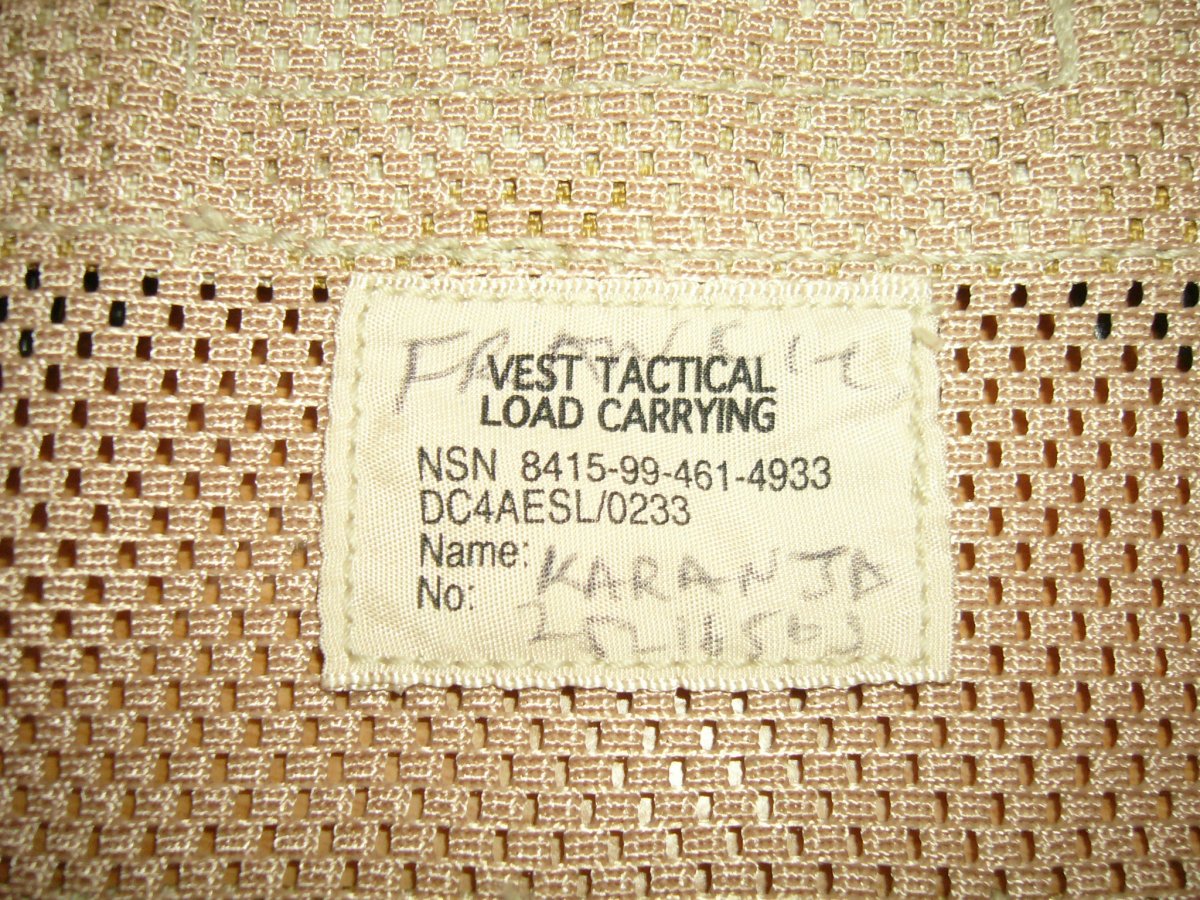 VEST TACTICAL
LOAD CARRYING
NSN 8415-99-461-4933
DC4AESL/0233
Name: KARANJA
No: